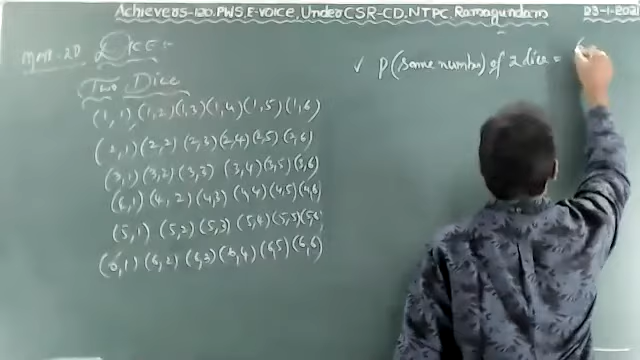 Achievers-120.PWS, E-VOICE, Under CSR-CD, NTPC, Ramagundam 23-1-2021
DICE:-
Two Dice
✓ P(same number) of 2 dice =
(1,1) (1,2) (1,3) (1,4) (1,5) (1,6)
(2,1) (2,2) (2,3) (2,4) (2,5) (2,6)
(3,1) (3,2) (3,3) (3,4) (3,5) (3,6)
(4,1) (4,2) (4,3) (4,4) (4,5) (4,6)
(5,1) (5,2) (5,3) (5,4) (5,5) (5,6)
(6,1) (6,2) (6,3) (6,4) (6,5) (6,6)